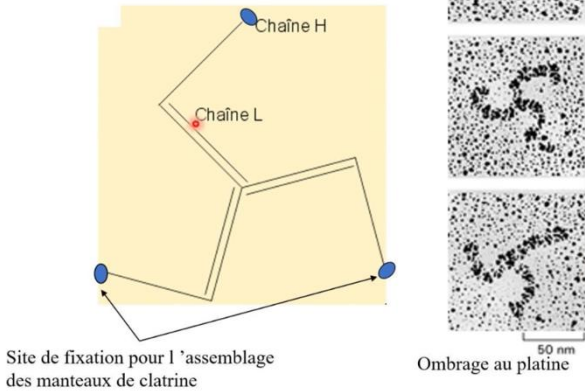 Chaîne H
Chaîne L
Site de fixation pour l ’assemblage
des manteaux de clatrine
50 nm
Ombrage au platine